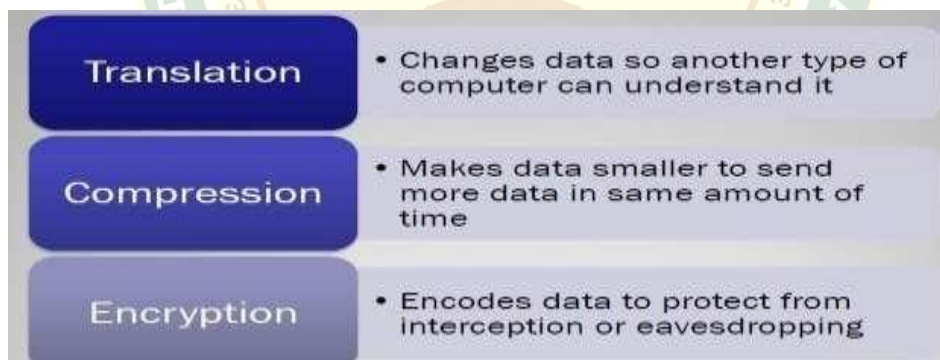 Translation
• Changes data so another type of
computer can understand it
Compression
• Makes data smaller to send
more data in same amount of
time
Encryption
• Encodes data to protect from
interception or eavesdropping